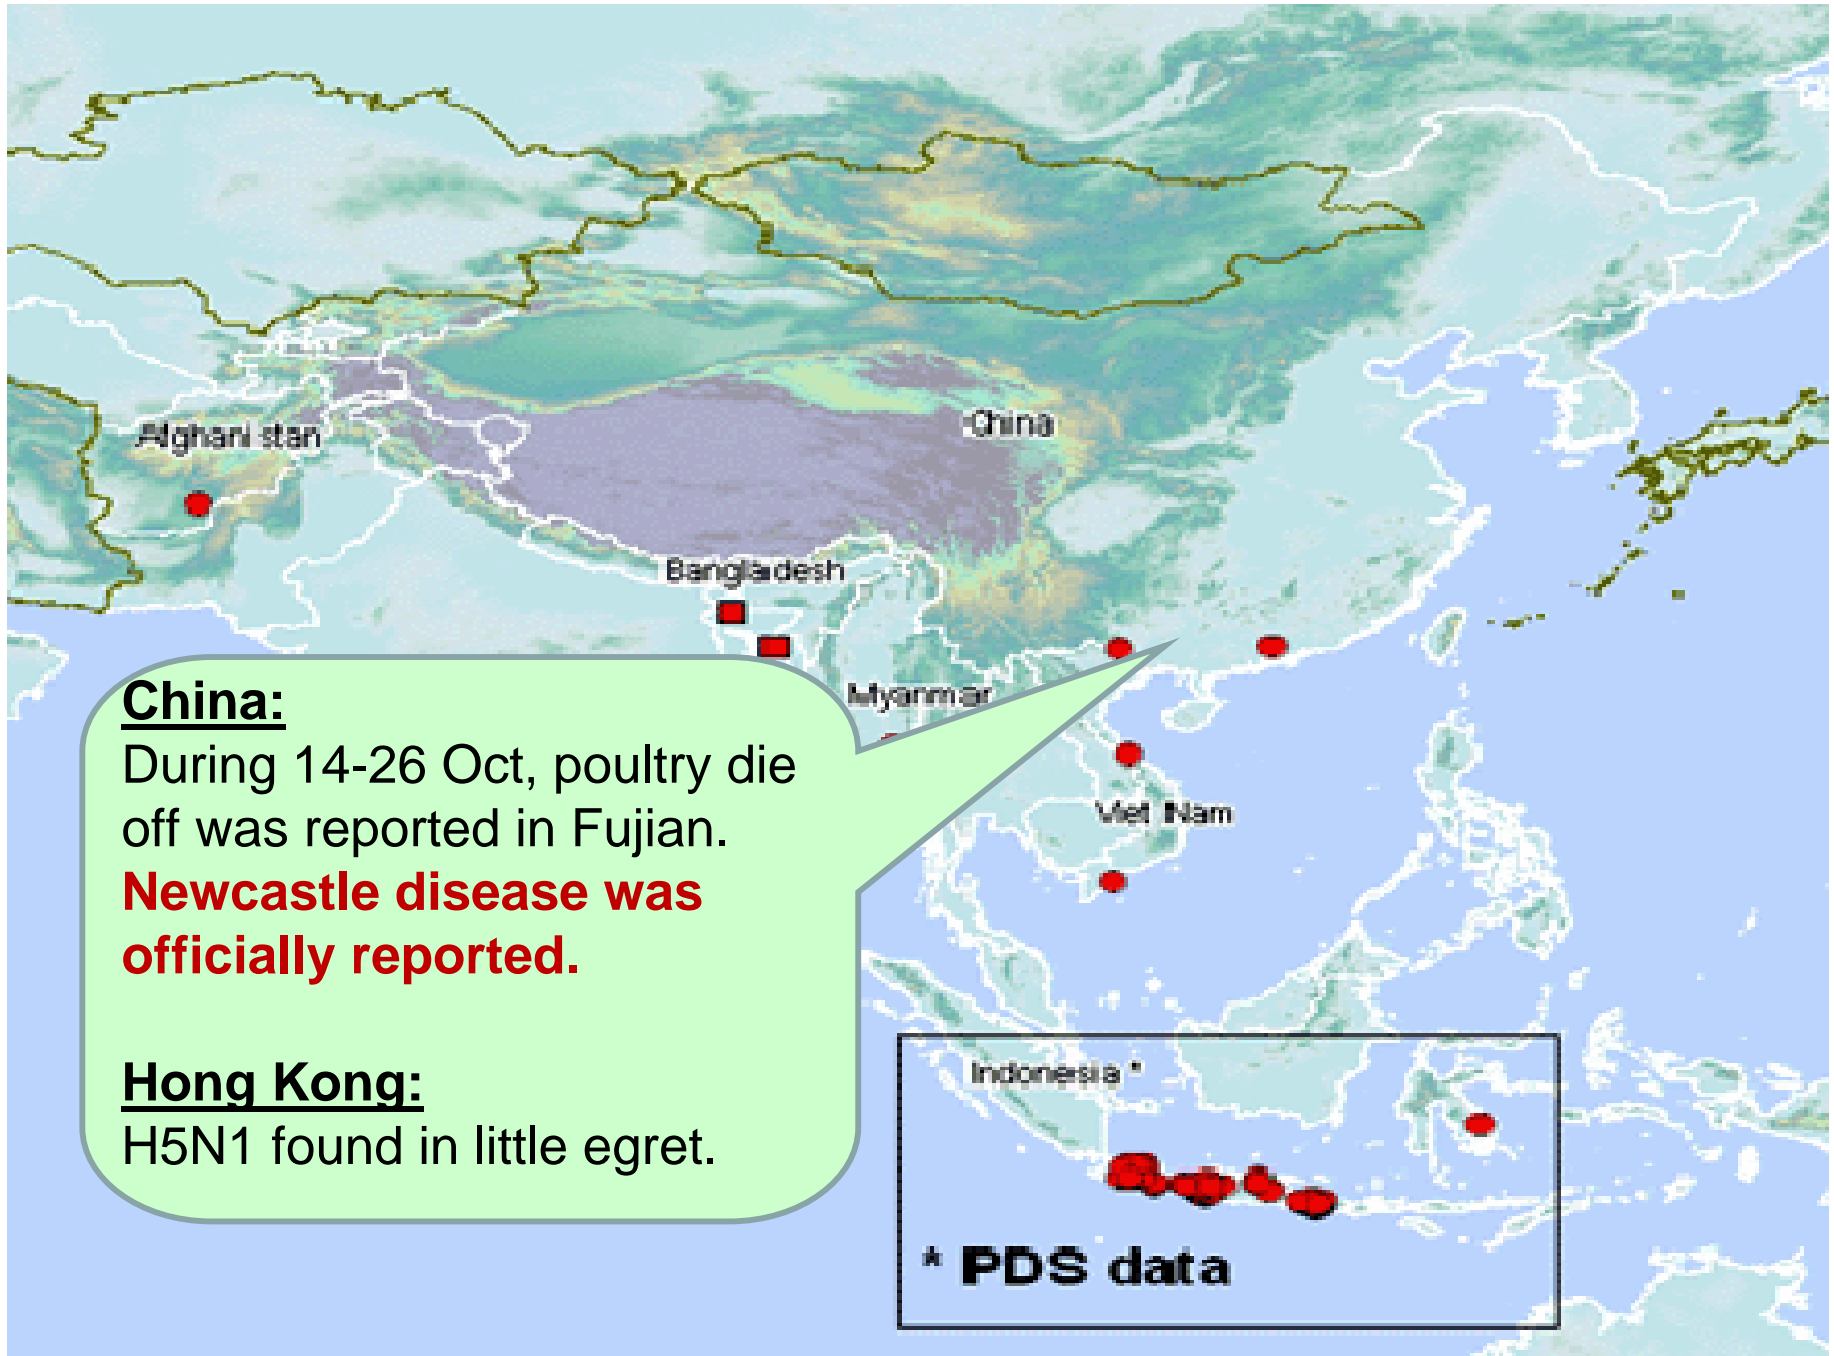 Afghani stan
China
Bangladesh
Myanmar
Viet Nam
China:
During 14-26 Oct, poultry die
off was reported in Fujian.
Newcastle disease was
officially reported.
Hong Kong:
H5N1 found in little egret.
Indonesia *
* PDS data